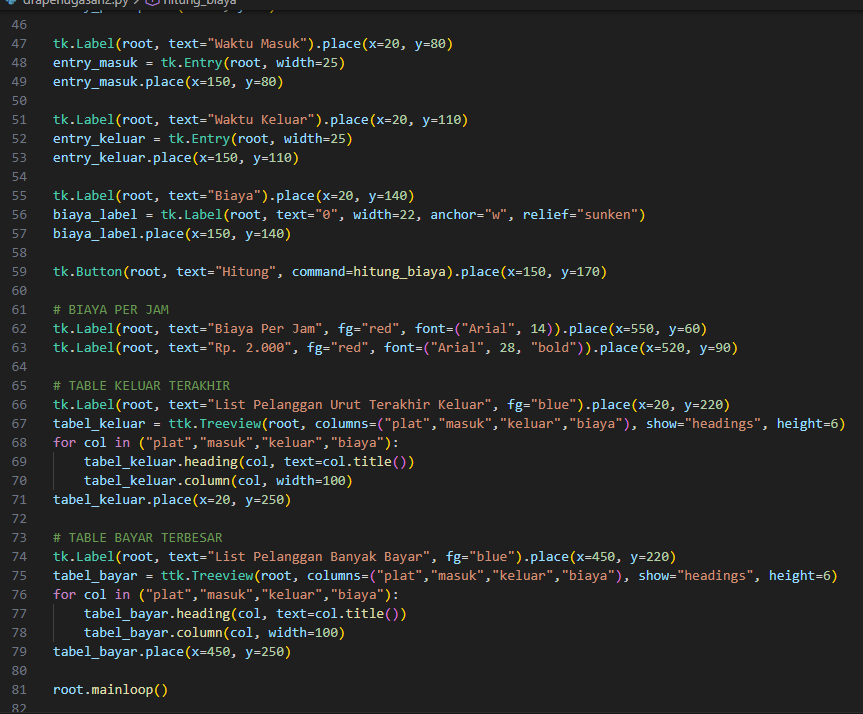 hitung_biaya
46
47 tk.Label(root, text="Waktu Masuk").place(x=20, y=80)
48 entry_masuk = tk.Entry(root, width=25)
49 entry_masuk.place(x=150, y=80)
50
51 tk.Label(root, text="Waktu Keluar").place(x=20, y=110)
52 entry_keluar = tk.Entry(root, width=25)
53 entry_keluar.place(x=150, y=110)
54
55 tk.Label(root, text="Biaya").place(x=20, y=140)
56 biaya_label = tk.Label(root, text="0", width=22, anchor="w", relief="sunken")
57 biaya_label.place(x=150, y=140)
58
59 tk.Button(root, text="Hitung", command=hitung_biaya).place(x=150, y=170)
60
61 # BIAYA PER JAM
62 tk.Label(root, text="Biaya Per Jam", fg="red", font=("Arial", 14)).place(x=550, y=60)
63 tk.Label(root, text="Rp. 2.000", fg="red", font=("Arial", 28, "bold")).place(x=520, y=90)
64
65 # TABLE KELUAR TERAKHIR
66 tk.Label(root, text="List Pelanggan Urut Terakhir Keluar", fg="blue").place(x=20, y=220)
67 tabel_keluar = ttk.Treeview(root, columns=("plat","masuk","keluar","biaya"), show="headings", height=6)
68 for col in ("plat","masuk","keluar","biaya"):
69     tabel_keluar.heading(col, text=col.title())
70     tabel_keluar.column(col, width=100)
71 tabel_keluar.place(x=20, y=250)
72
73 # TABLE BAYAR TERBESAR
74 tk.Label(root, text="List Pelanggan Banyak Bayar", fg="blue").place(x=450, y=220)
75 tabel_bayar = ttk.Treeview(root, columns=("plat","masuk","keluar","biaya"), show="headings", height=6)
76 for col in ("plat","masuk","keluar","biaya"):
77     tabel_bayar.heading(col, text=col.title())
78     tabel_bayar.column(col, width=100)
79 tabel_bayar.place(x=450, y=250)
80
81 root.mainloop()
82